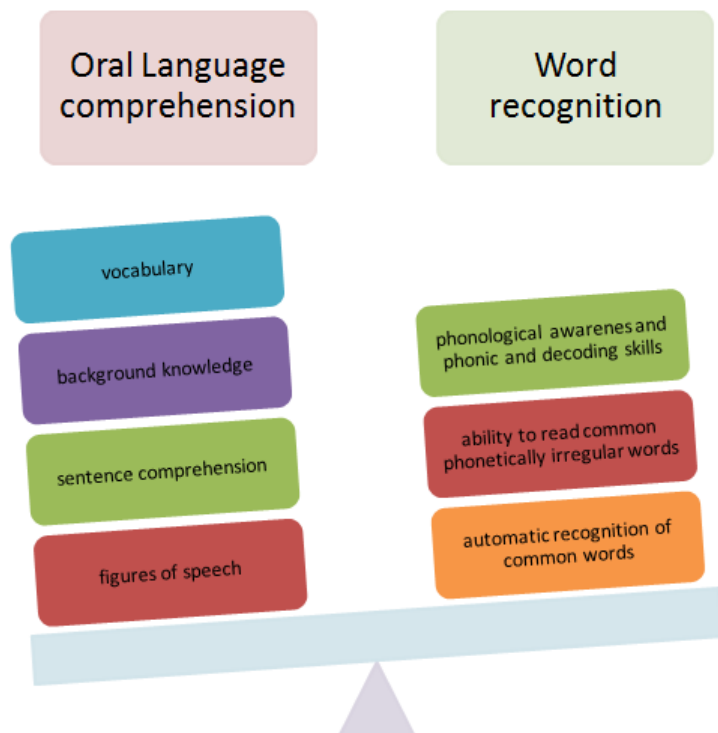 Oral Language
comprehension
Word
recognition
vocabulary
background knowledge
sentence comprehension
figures of speech
phonological awarenes and
phonic and decoding skills
ability to read common
phonetically irregular words
automatic recognition of
common words